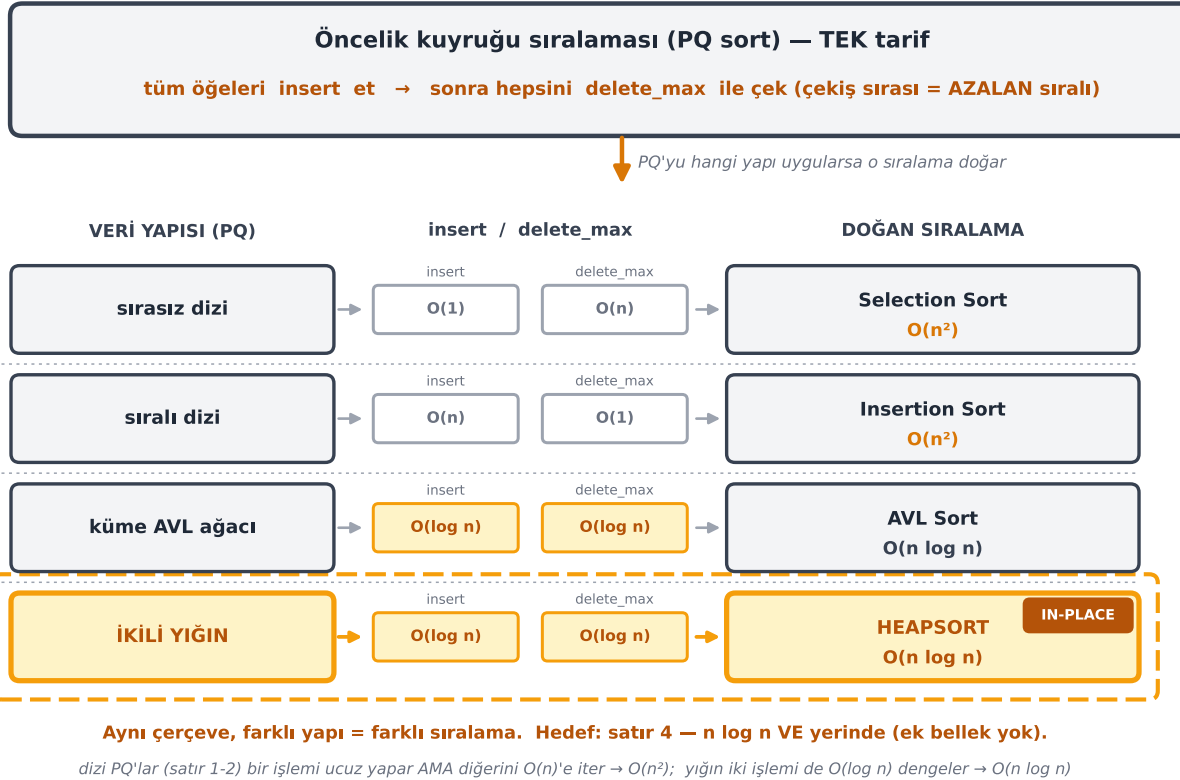 Öncelik kuyruğu sıralaması (PQ sort) — TEK tarif
tüm öğeleri insert et → sonra hepsini delete_max ile çek (çekiş sırası = AZALAN sıralı)
PQ'yu hangi yapı uygularsa o sıralama doğar
VERİ YAPISI (PQ) insert / delete_max DOĞAN SIRALAMA
insert delete_max
sırasız dizi O(1) O(n) Selection Sort
O(n²)
insert delete_max
sıralı dizi O(n) O(1) Insertion Sort
O(n²)
insert delete_max
küme AVL ağacı O(log n) O(log n) AVL Sort
O(n log n)
insert delete_max
IN-PLACE
İKİLİ YIĞIN O(log n) O(log n) HEAPSORT
O(n log n)
Aynı çerçeve, farklı yapı = farklı sıralama. Hedef: satır 4 — n log n VE yerinde (ek bellek yok).
dizi PQ'lar (satır 1-2) bir işlemi ucuz yapar AMA diğerini O(n)'e iter → O(n²); yığın iki işlemi de O(log n) dengeler → O(n log n)